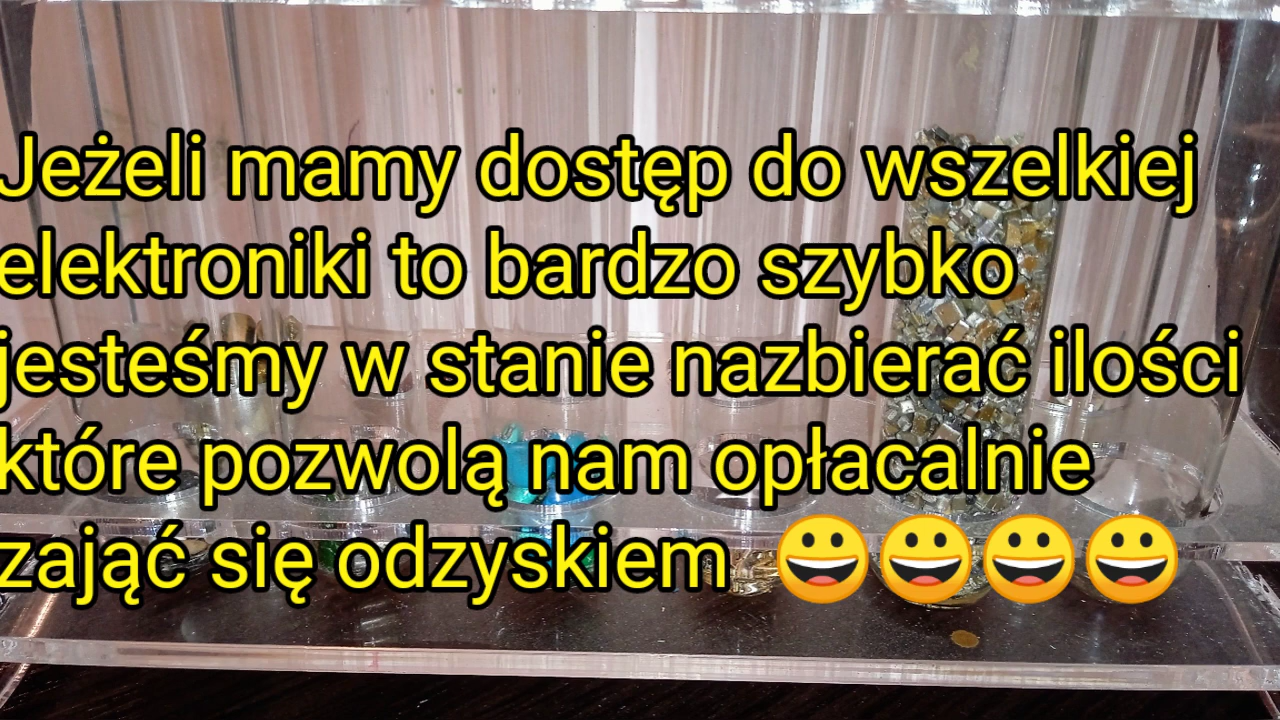 Jeżeli mamy dostęp do wszelkiej
elektroniki to bardzo szybko
jesteśmy w stanie nazbierać ilości
które pozwolą nam opłacalnie
zająć się odzyskiem 😀😀😀😀